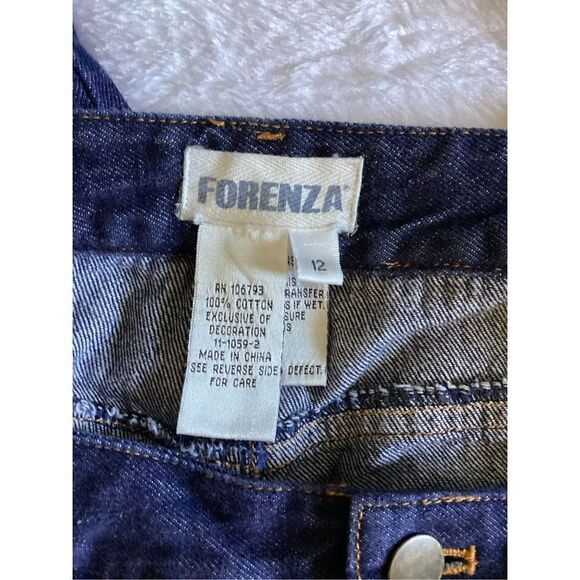 FORENZA
12
RN 106793
100% COTTON
EXCLUSIVE OF
DECORATION
11-1059-2
MADE IN CHINA
SEE REVERSE SIDE
FOR CARE
TRANSFER
IF WET.
DEFECT.